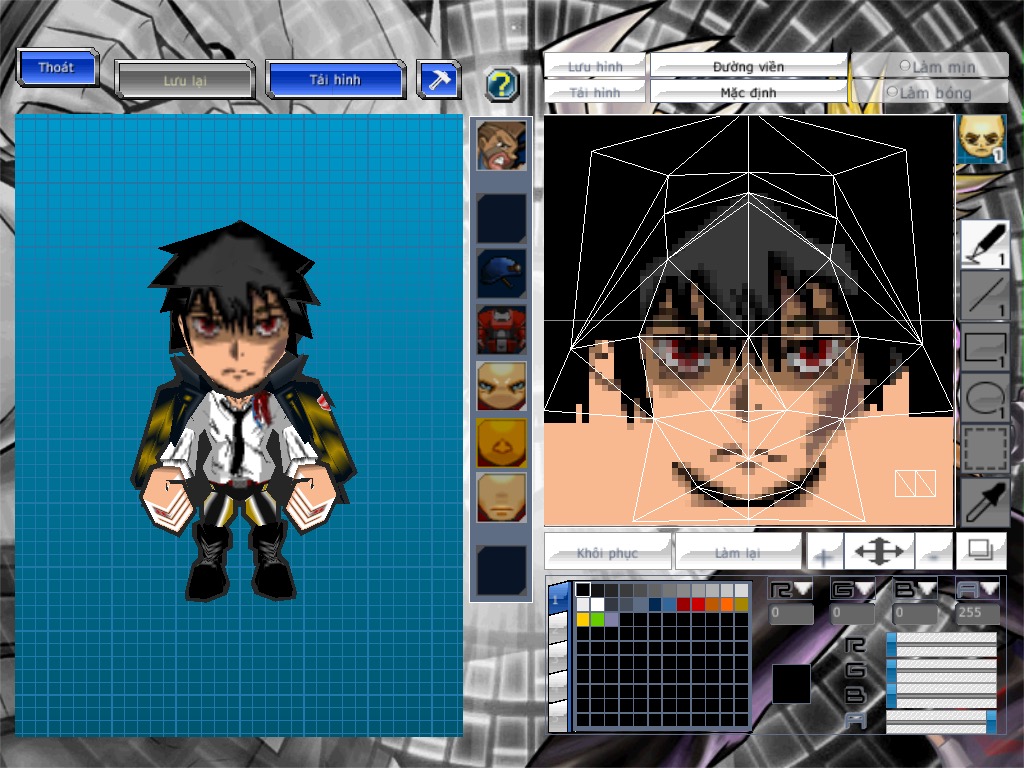 Thoát
Lưu lại
Tải hình
?
Lưu hình
Đường viền
Làm mịn
Tải hình
Mặc định
Làm bóng
1
1
1
1
1
Khôi phục
Làm lại
+
-
1
R
G
B
A
0
0
0
255
R
G
B
A